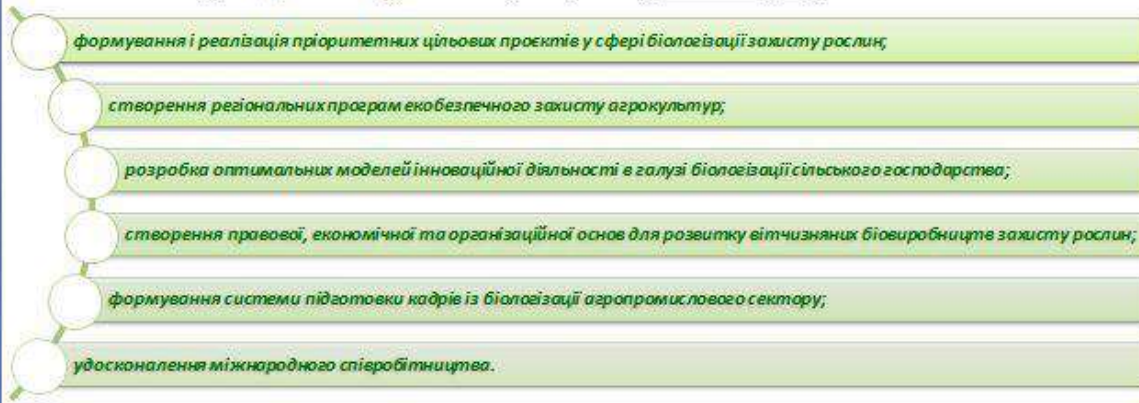 формування і реалізація пріоритетних цільових проєктів у сфері біологізації захисту рослин;
створення регіональних програм екобезпечного захисту агрокультур;
розробка оптимальних моделей інноваційної діяльності в галузі біологізації сільського господарства;
створення правової, економічної та організаційної основ для розвитку вітчизняних біовиробництв захисту рослин;
формування системи підготовки кадрів із біологізації агропромислового сектору;
удосконалення міжнародного співробітництва.